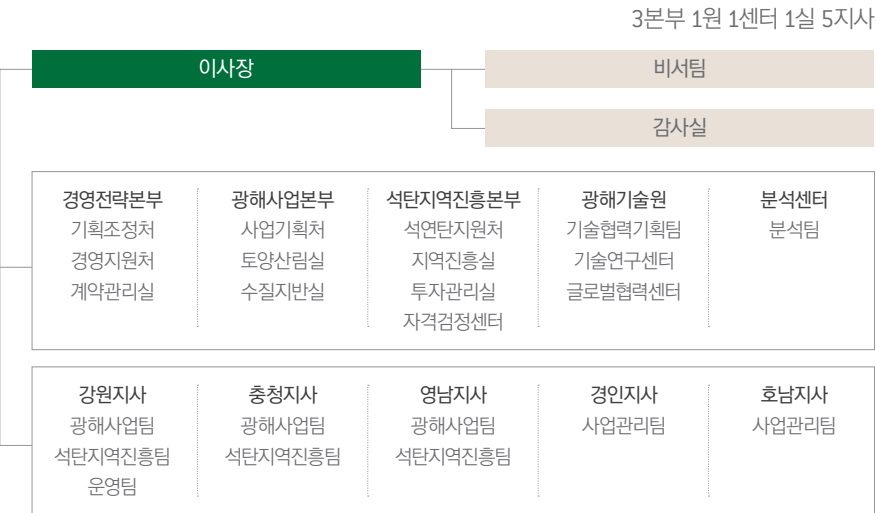 3본부 1원 1센터 1실 5지사
이사장
비서팀
감사실
경영전략본부
기획조정처
경영지원처
계약관리실
광해사업본부
사업기획처
토양산림실
수질지반실
석탄지역진흥본부
석연탄지원처
지역진흥실
투자관리실
자격검정센터
광해기술원
기술협력기획팀
기술연구센터
글로벌협력센터
분석센터
분석팀
강원지사
광해사업팀
석탄지역진흥팀
운영팀
충청지사
광해사업팀
석탄지역진흥팀
영남지사
광해사업팀
석탄지역진흥팀
경인지사
사업관리팀
호남지사
사업관리팀